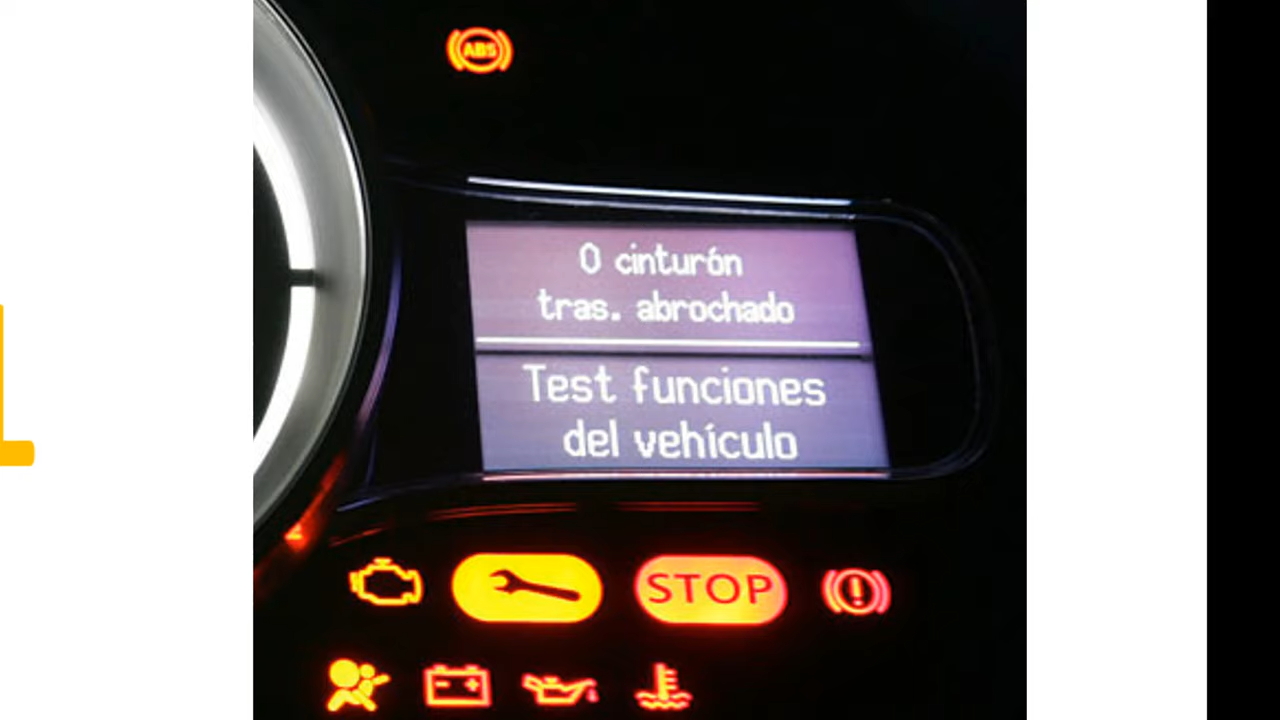 ABS
0 cinturón
tras. abrochado
Test funciones
del vehículo
STOP